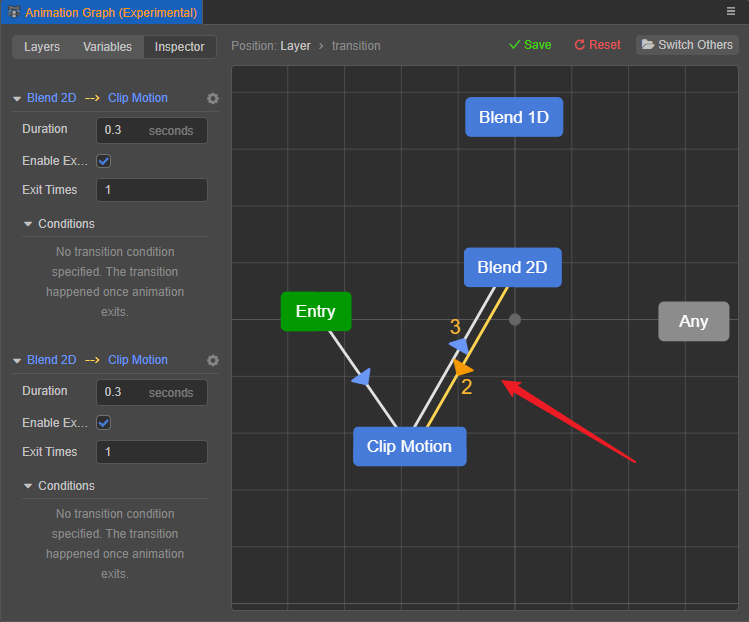 Animation Graph (Experimental)
Layers Variables Inspector
Position: Layer > transition
Save Reset Switch Others
Blend 2D --> Clip Motion
Duration 0.3 seconds
Enable Ex...
Exit Times 1
Conditions
No transition condition
specified. The transition
happened once animation
exits.
Blend 2D --> Clip Motion
Duration 0.3 seconds
Enable Ex...
Exit Times 1
Conditions
No transition condition
specified. The transition
happened once animation
exits.
Blend 1D
Blend 2D
Entry
Any
3
2
Clip Motion